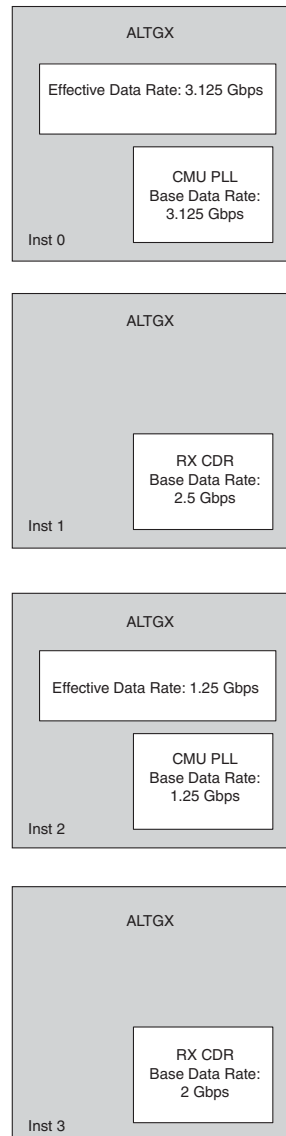 ALTGX
Effective Data Rate: 3.125 Gbps
CMU PLL
Base Data Rate:
3.125 Gbps
Inst 0
ALTGX
RX CDR
Base Data Rate:
2.5 Gbps
Inst 1
ALTGX
Effective Data Rate: 1.25 Gbps
CMU PLL
Base Data Rate:
1.25 Gbps
Inst 2
ALTGX
RX CDR
Base Data Rate:
2 Gbps
Inst 3